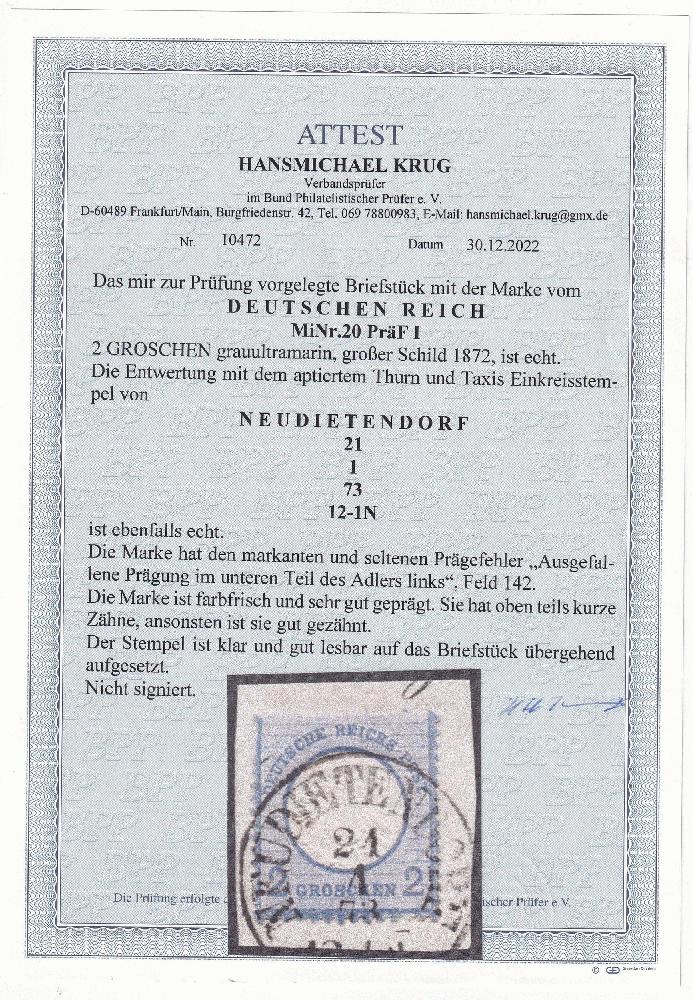 ATTEST
HANSMICHAEL KRUG
Verbandsprüfer
im Bund Philatelistischer Prüfer e. V.
D-60489 Frankfurt/Main, Burgfriedenstr. 42, Tel. 069 78800983, E-Mail: hansmichael.krug@gmx.de
Nr. 10472 Datum 30.12.2022
Das mir zur Prüfung vorgelegte Briefstück mit der Marke vom
DEUTSCHEN REICH
MiNr.20 PräF I
2 GROSCHEN grauultramarin, großer Schild 1872, ist echt.
Die Entwertung mit dem aptiertem Thurn und Taxis Einkreisstem-
pel von
NEUDIETENDORF
21
1
73
12-1N
ist ebenfalls echt.
Die Marke hat den markanten und seltenen Prägefehler „Ausgefal-
lene Prägung im unteren Teil des Adlers links“, Feld 142.
Die Marke ist farbfrisch und sehr gut geprägt. Sie hat oben teils kurze
Zähne, ansonsten ist sie gut gezähnt.
Der Stempel ist klar und gut lesbar auf das Briefstück übergehend
aufgesetzt.
Nicht signiert.
REICHS
21
1
73
2 GROSCHEN 2
Die Prüfung erfolgte
Prüfer e V.